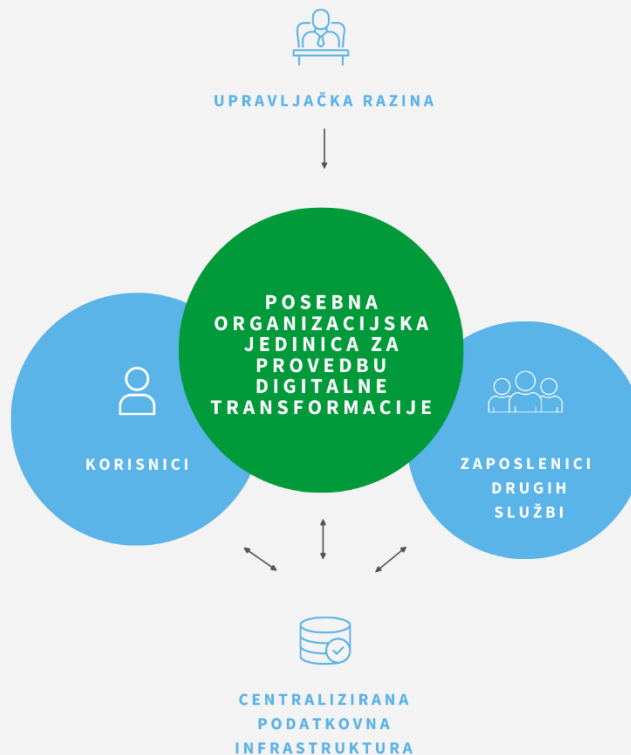 UPRAVLJAČKA RAZINA
POSEBNA
ORGANIZACIJSKA
JEDINICA ZA
PROVEDBU
DIGITALNE
TRANSFORMACIJE
KORISNICI
ZAPOSLENICI
DRUGIH
SLUŽBI
CENTRALIZIRANA
PODATKOVNA
INFRASTRUKTURA